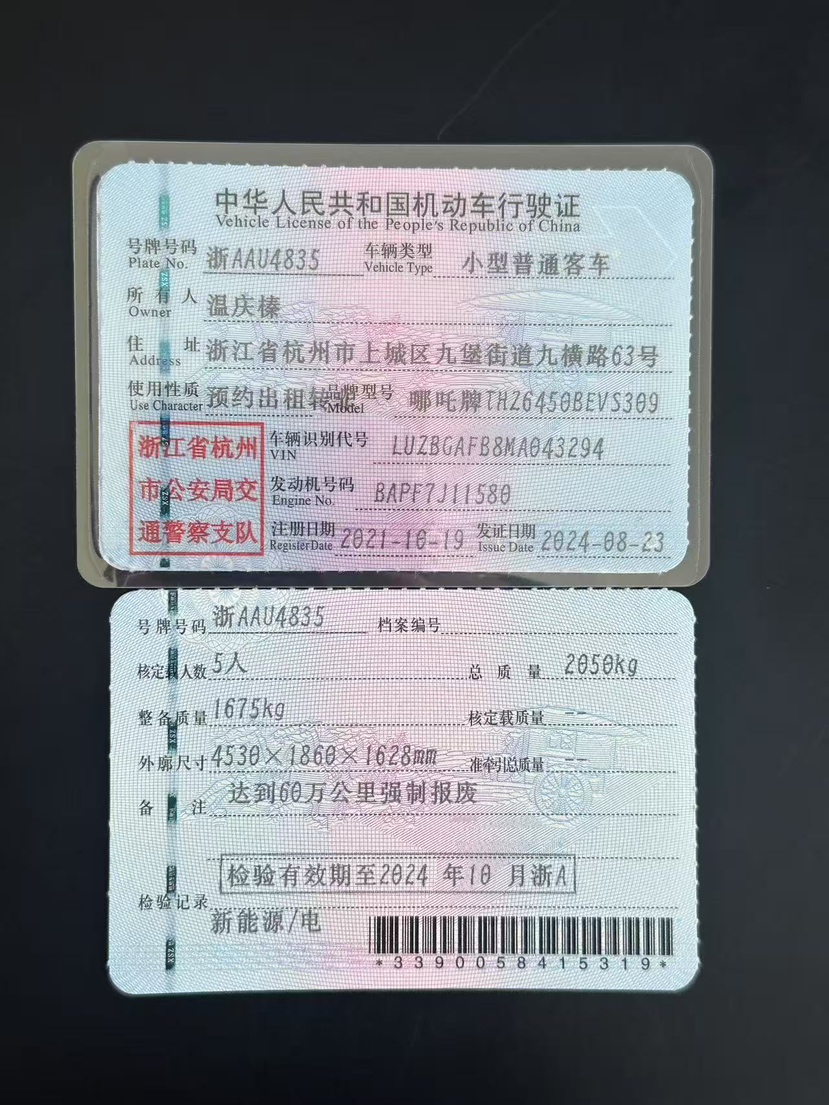 中华人民共和国机动车行驶证
Vehicle License of the People's Republic of China
号牌号码 浙AAU4835 车辆类型 小型普通客车
Plate No. Vehicle Type
所有人 温庆榛
Owner
住址 浙江省杭州市上城区九堡街道九横路63号
Address
使用性质 预约出租转非 品牌型号 哪吒牌THZ6450BEVS309
Use Character Model
浙江省杭州 车辆识别代号 LUZBGAFB8MA043294
VIN
市公安局交 发动机号码 BAPF7J11580
Engine No.
通警察支队 注册日期 2021-10-19 发证日期 2024-08-23
Register Date Issue Date
号牌号码 浙AAU4835 档案编号
核定载人数 5人 总质量 2050kg
整备质量 1675kg 核定载质量 --
外廓尺寸 4530×1860×1628mm 准牵引总质量 --
备注 达到60万公里强制报废
检验有效期至2024 年10 月浙A
检验记录
新能源/电
*3390058415319*